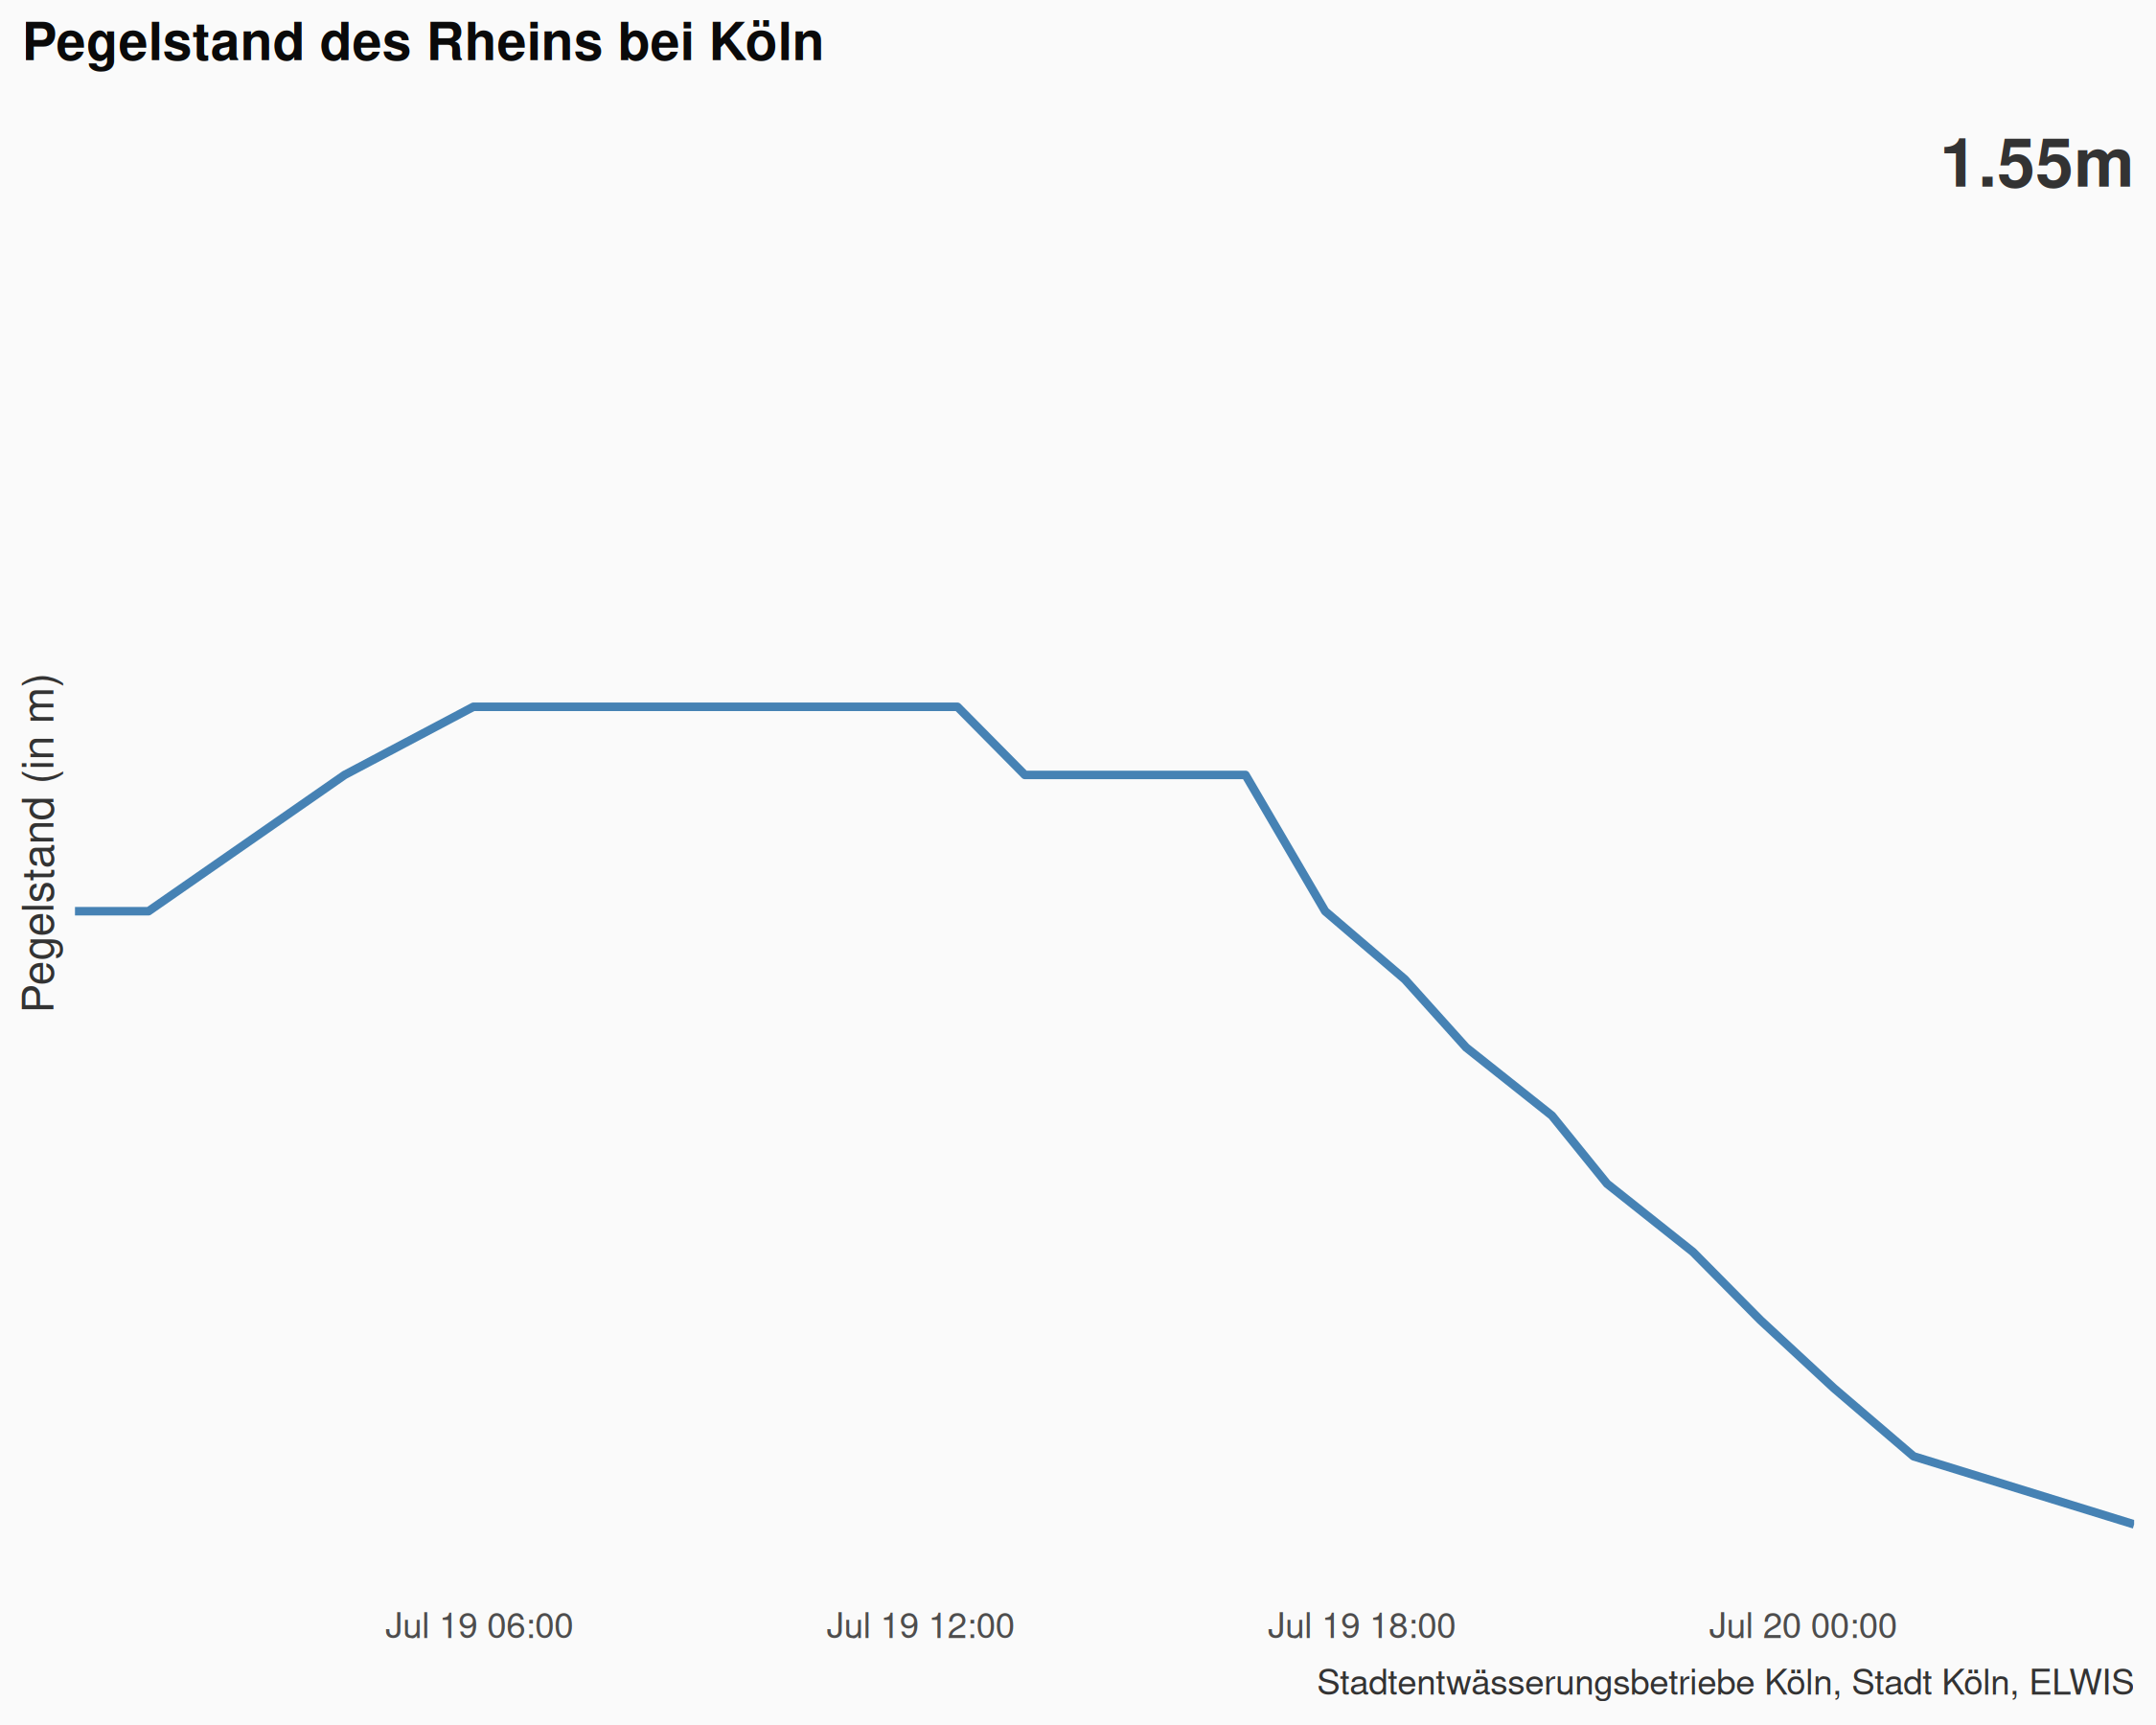 Pegelstand des Rheins bei Köln
1.55m
Pegelstand (in m)
Jul 19 06:00
Jul 19 12:00
Jul 19 18:00
Jul 20 00:00
Stadtentwässerungsbetriebe Köln, Stadt Köln, ELWIS